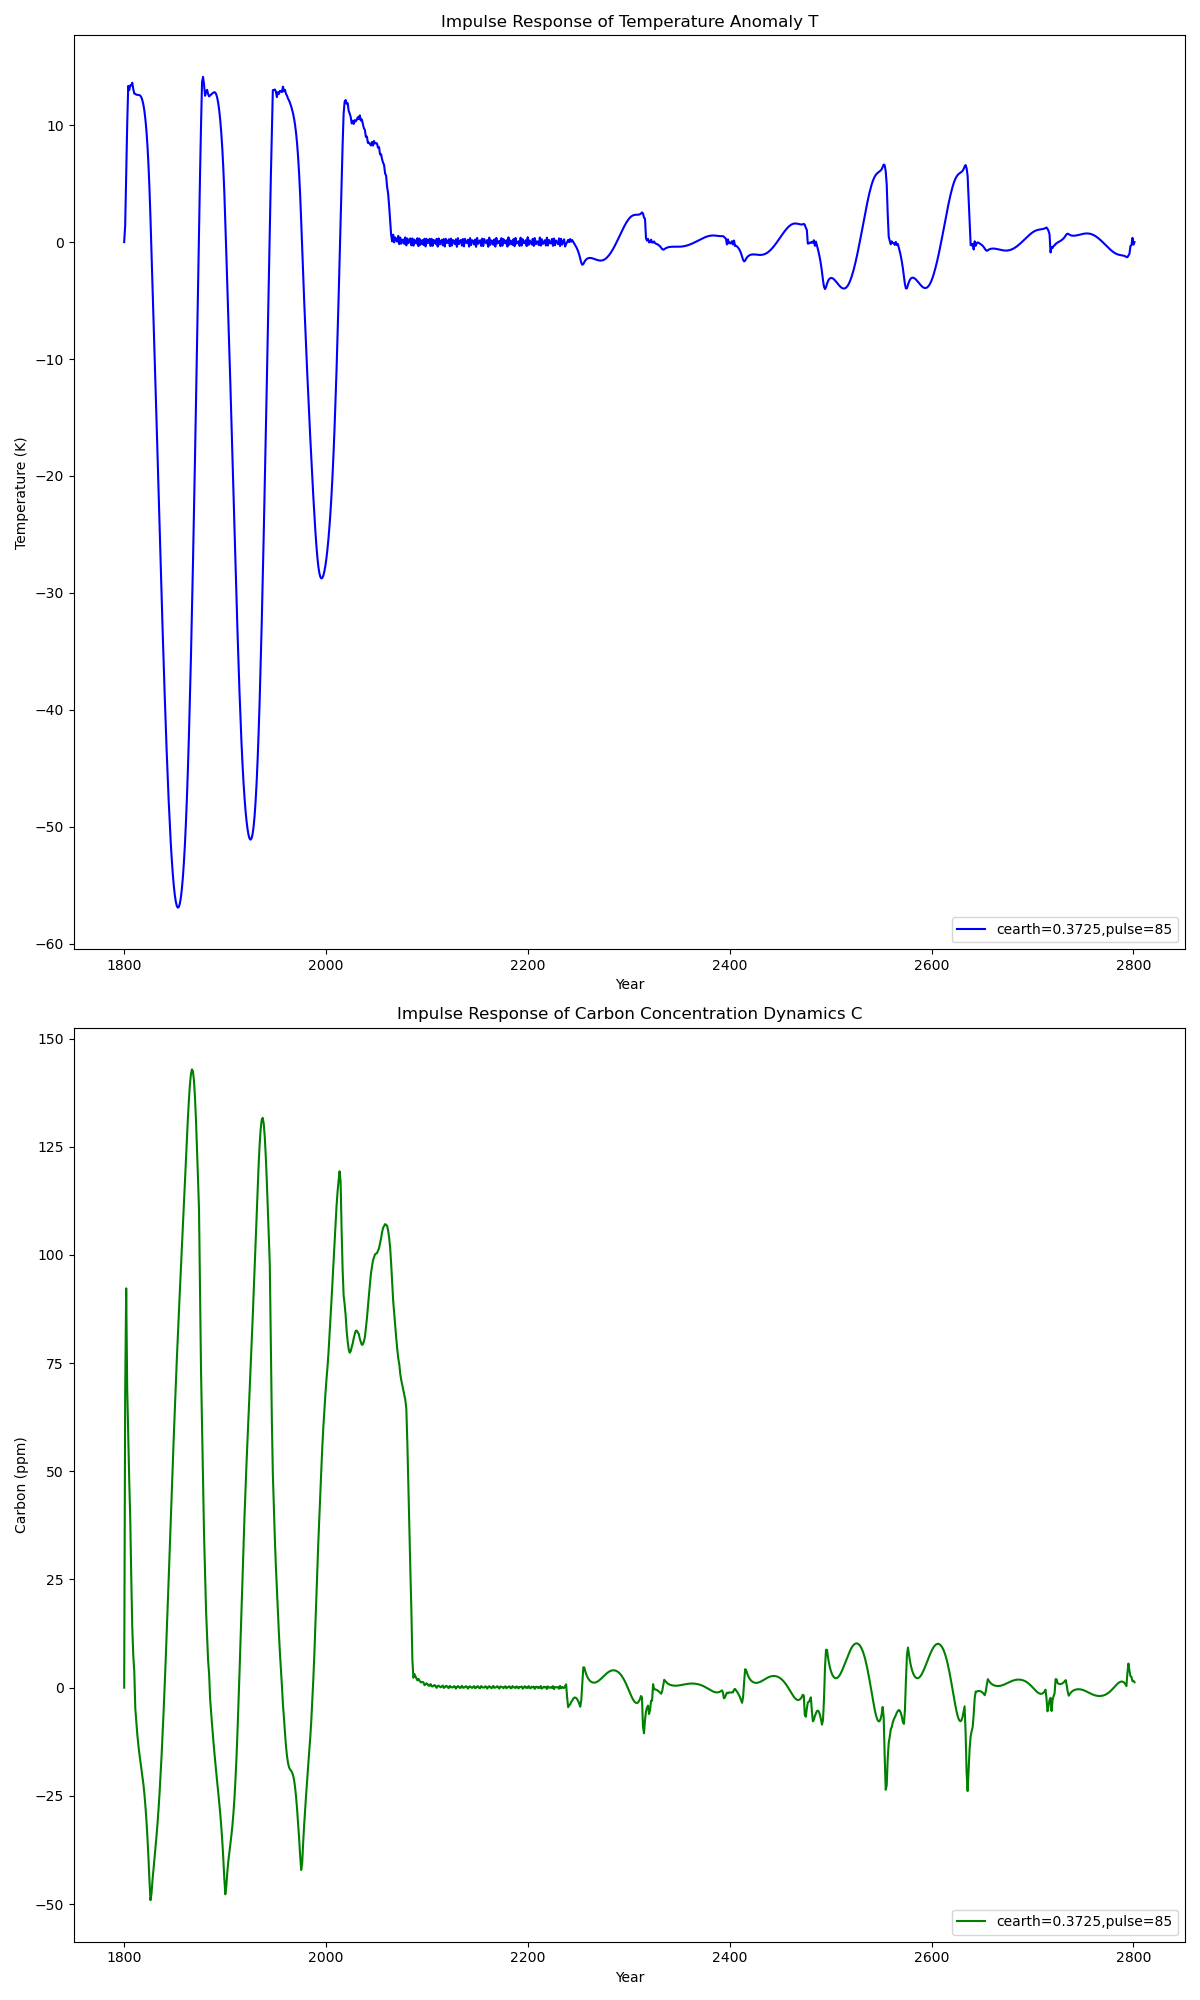 Impulse Response of Temperature Anomaly T
10
0
−10
−20
−30
−40
−50
−60
Temperature (K)
cearth=0.3725,pulse=85
1800 2000 2200 2400 2600 2800
Year
Impulse Response of Carbon Concentration Dynamics C
150
125
100
75
50
25
0
−25
−50
Carbon (ppm)
cearth=0.3725,pulse=85
1800 2000 2200 2400 2600 2800
Year